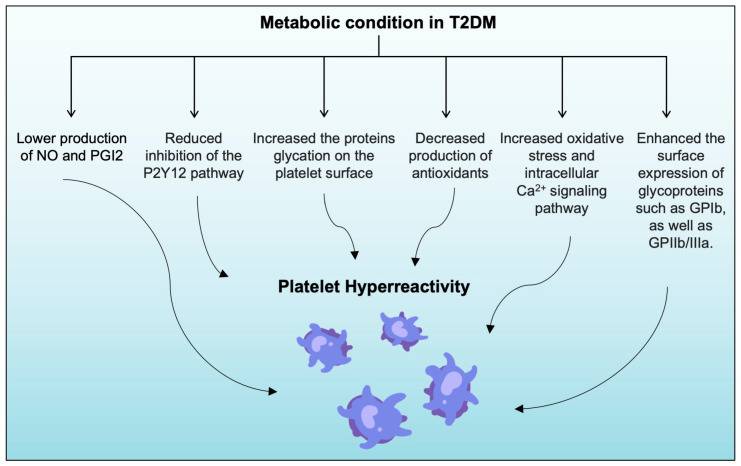 Metabolic condition in T2DM
Lower production
of NO and PGI2
Reduced
inhibition of the
P2Y12 pathway
Increased the proteins
glycation on the
platelet surface
Decreased
production of
antioxidants
Increased oxidative
stress and
intracellular
Ca²⁺ signaling
pathway
Enhanced the
surface
expression of
glycoproteins
such as GPIb,
as well as
GPIIb/IIIa.
Platelet Hyperreactivity